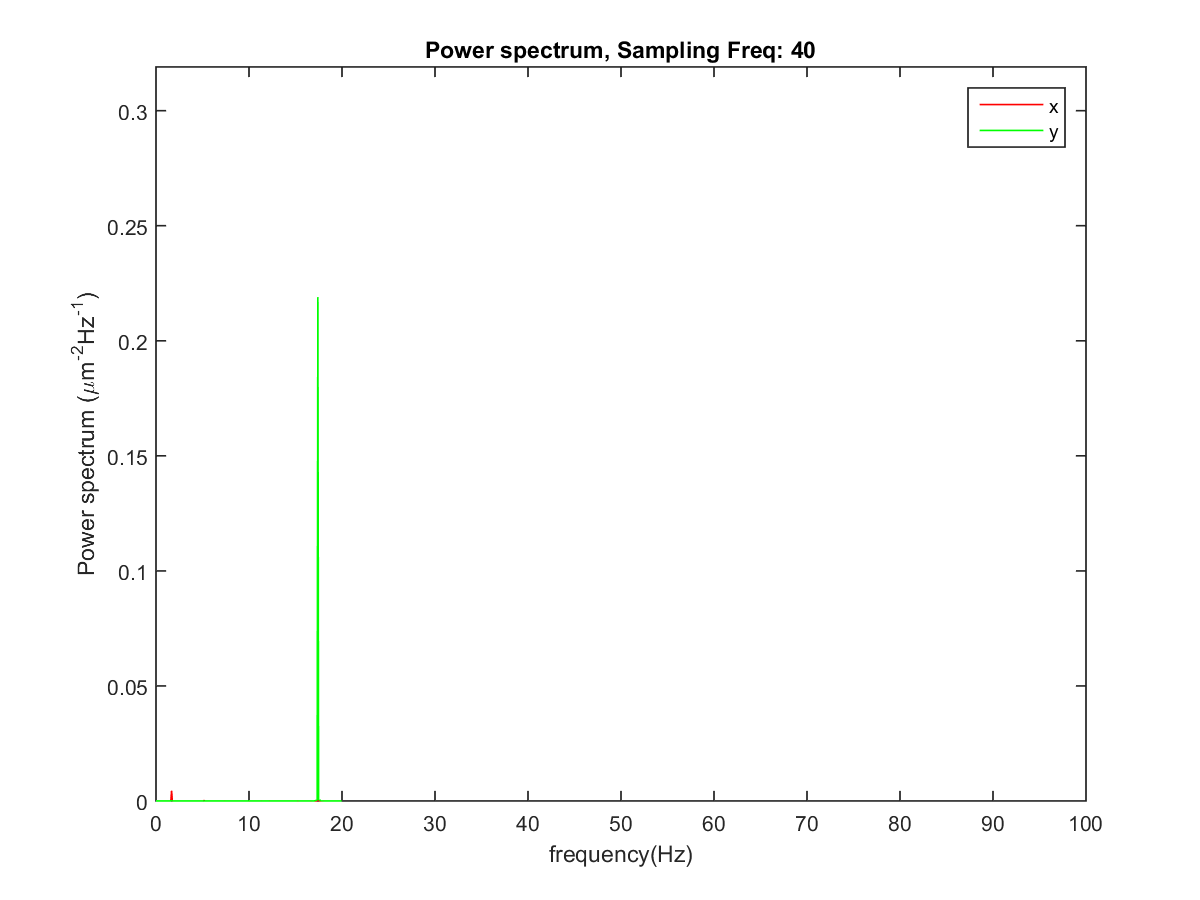 Power spectrum, Sampling Freq: 40
x
y
0.3
0.25
0.2
0.15
0.1
0.05
0
Power spectrum (μm⁻²Hz⁻¹)
0 10 20 30 40 50 60 70 80 90 100
frequency(Hz)